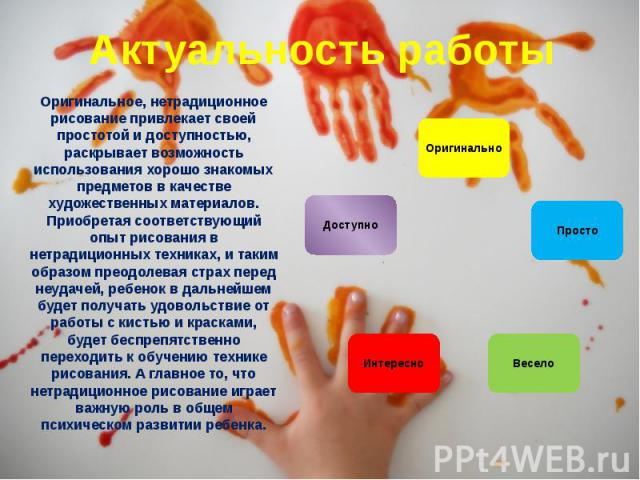 Актуальность работы
Оригинальное, нетрадиционное
рисование привлекает своей
простотой и доступностью,
раскрывает возможность
использования хорошо знакомых
предметов в качестве
художественных материалов.
Приобретая соответствующий
опыт рисования в
нетрадиционных техниках, и таким
образом преодолевая страх перед
неудачей, ребенок в дальнейшем
будет получать удовольствие от
работы с кистью и красками,
будет беспрепятственно
переходить к обучению технике
рисования. А главное то, что
нетрадиционное рисование играет
важную роль в общем
психическом развитии ребенка.
Оригинально
Доступно
Просто
Интересно
Весело
PPt4WEB.ru